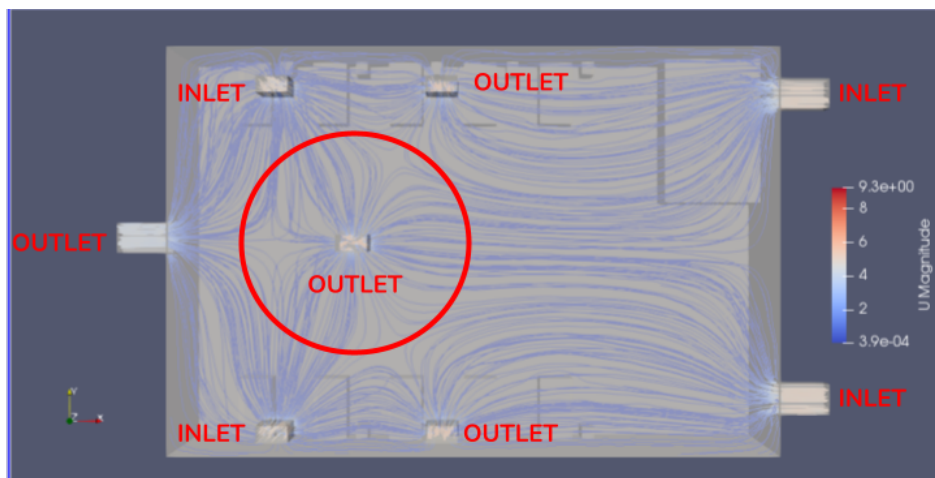 INLET
OUTLET
INLET
9.3e+00
8
6
4
2
3.9e-04
U Magnitude
OUTLET
OUTLET
INLET
INLET
OUTLET
Y
Z
X